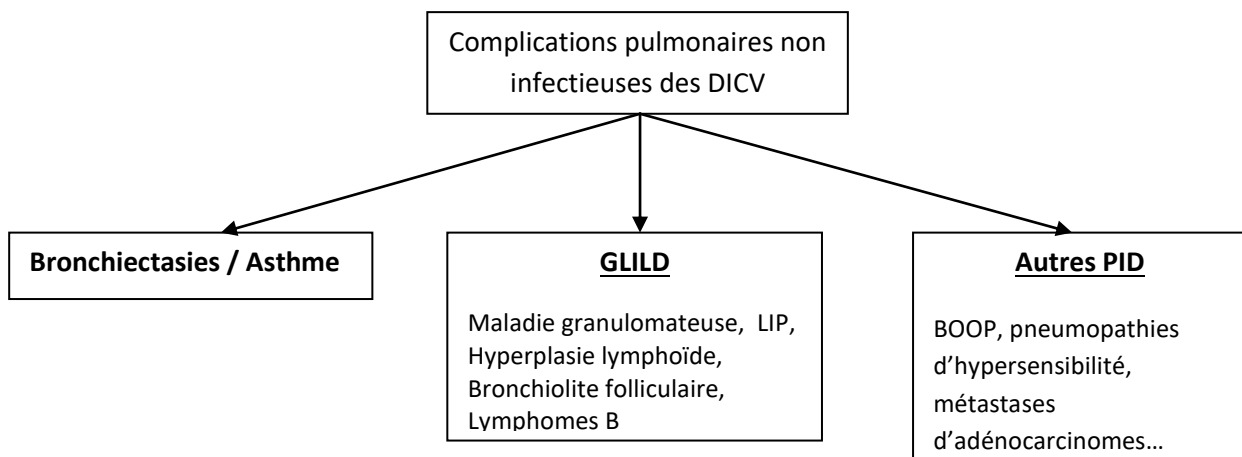 Complications pulmonaires non
infectieuses des DICV
Bronchiectasies / Asthme
GLILD
Maladie granulomateuse, LIP,
Hyperplasie lymphoïde,
Bronchiolite folliculaire,
Lymphomes B
Autres PID
BOOP, pneumopathies
d’hypersensibilité,
métastases
d’adénocarcinomes…